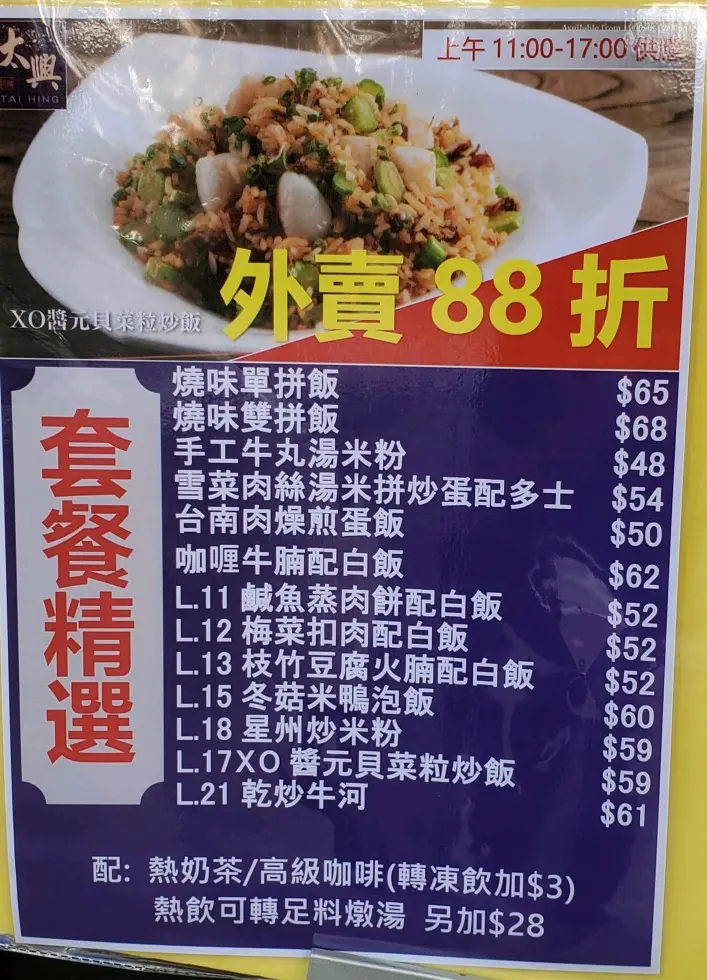 大興
TAI HING
上午 11:00-17:00 供應
XO醬元貝菜粒炒飯
外賣 88 折
套餐精選
燒味單拼飯 $65
燒味雙拼飯 $68
手工牛丸湯米粉 $48
雪菜肉絲湯米拼炒蛋配多士 $54
台南肉燥煎蛋飯 $50
咖喱牛腩配白飯 $62
L.11 鹹魚蒸肉餅配白飯 $52
L.12 梅菜扣肉配白飯 $52
L.13 枝竹豆腐火腩配白飯 $52
L.15 冬菇米鴨泡飯 $60
L.18 星州炒米粉 $59
L.17XO 醬元貝菜粒炒飯 $59
L.21 乾炒牛河 $61
配: 熱奶茶/高級咖啡(轉凍飲加$3)
熱飲可轉足料燉湯 另加$28